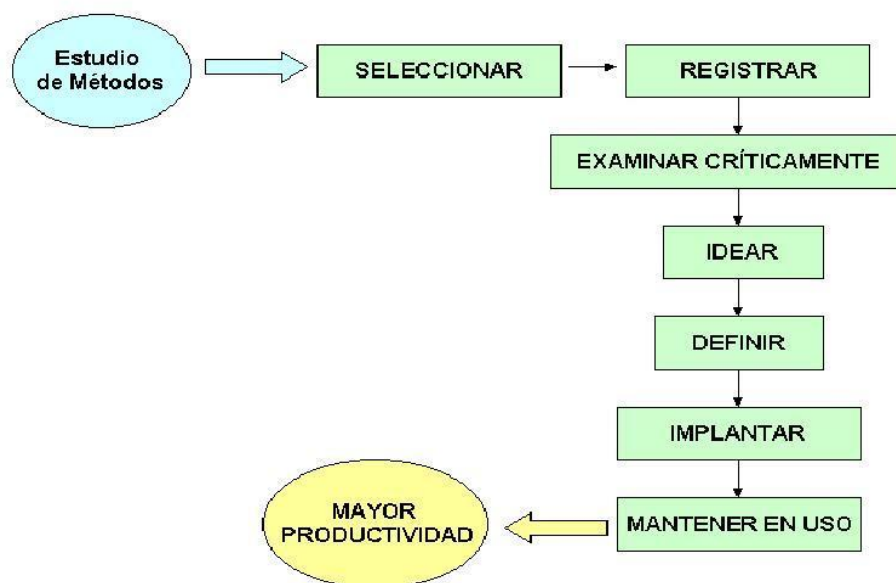 Estudio
de Métodos
SELECCIONAR
REGISTRAR
EXAMINAR CRÍTICAMENTE
IDEAR
DEFINIR
IMPLANTAR
MANTENER EN USO
MAYOR
PRODUCTIVIDAD